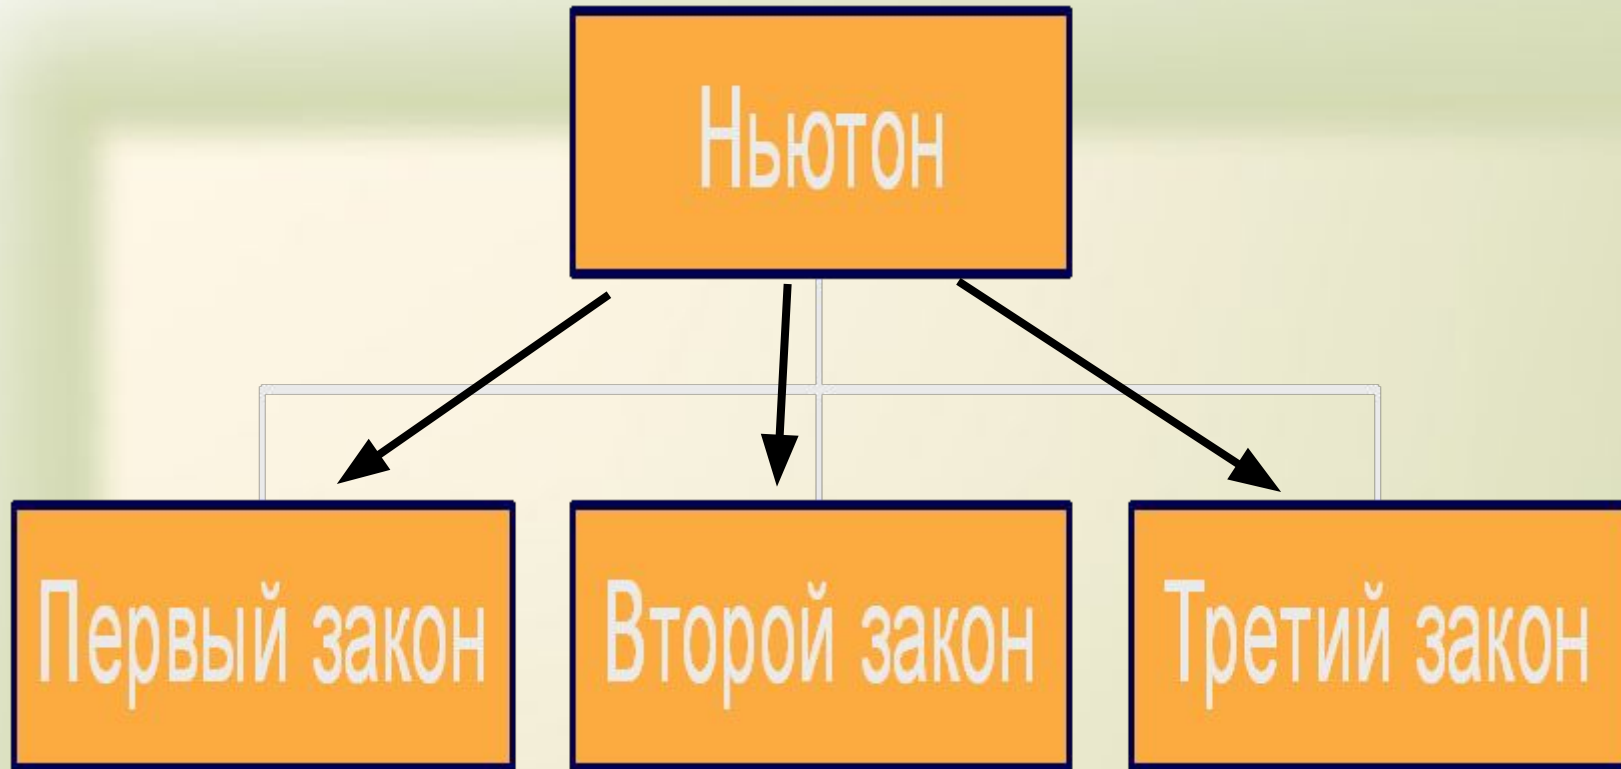 Ньютон
Первый закон
Второй закон
Третий закон